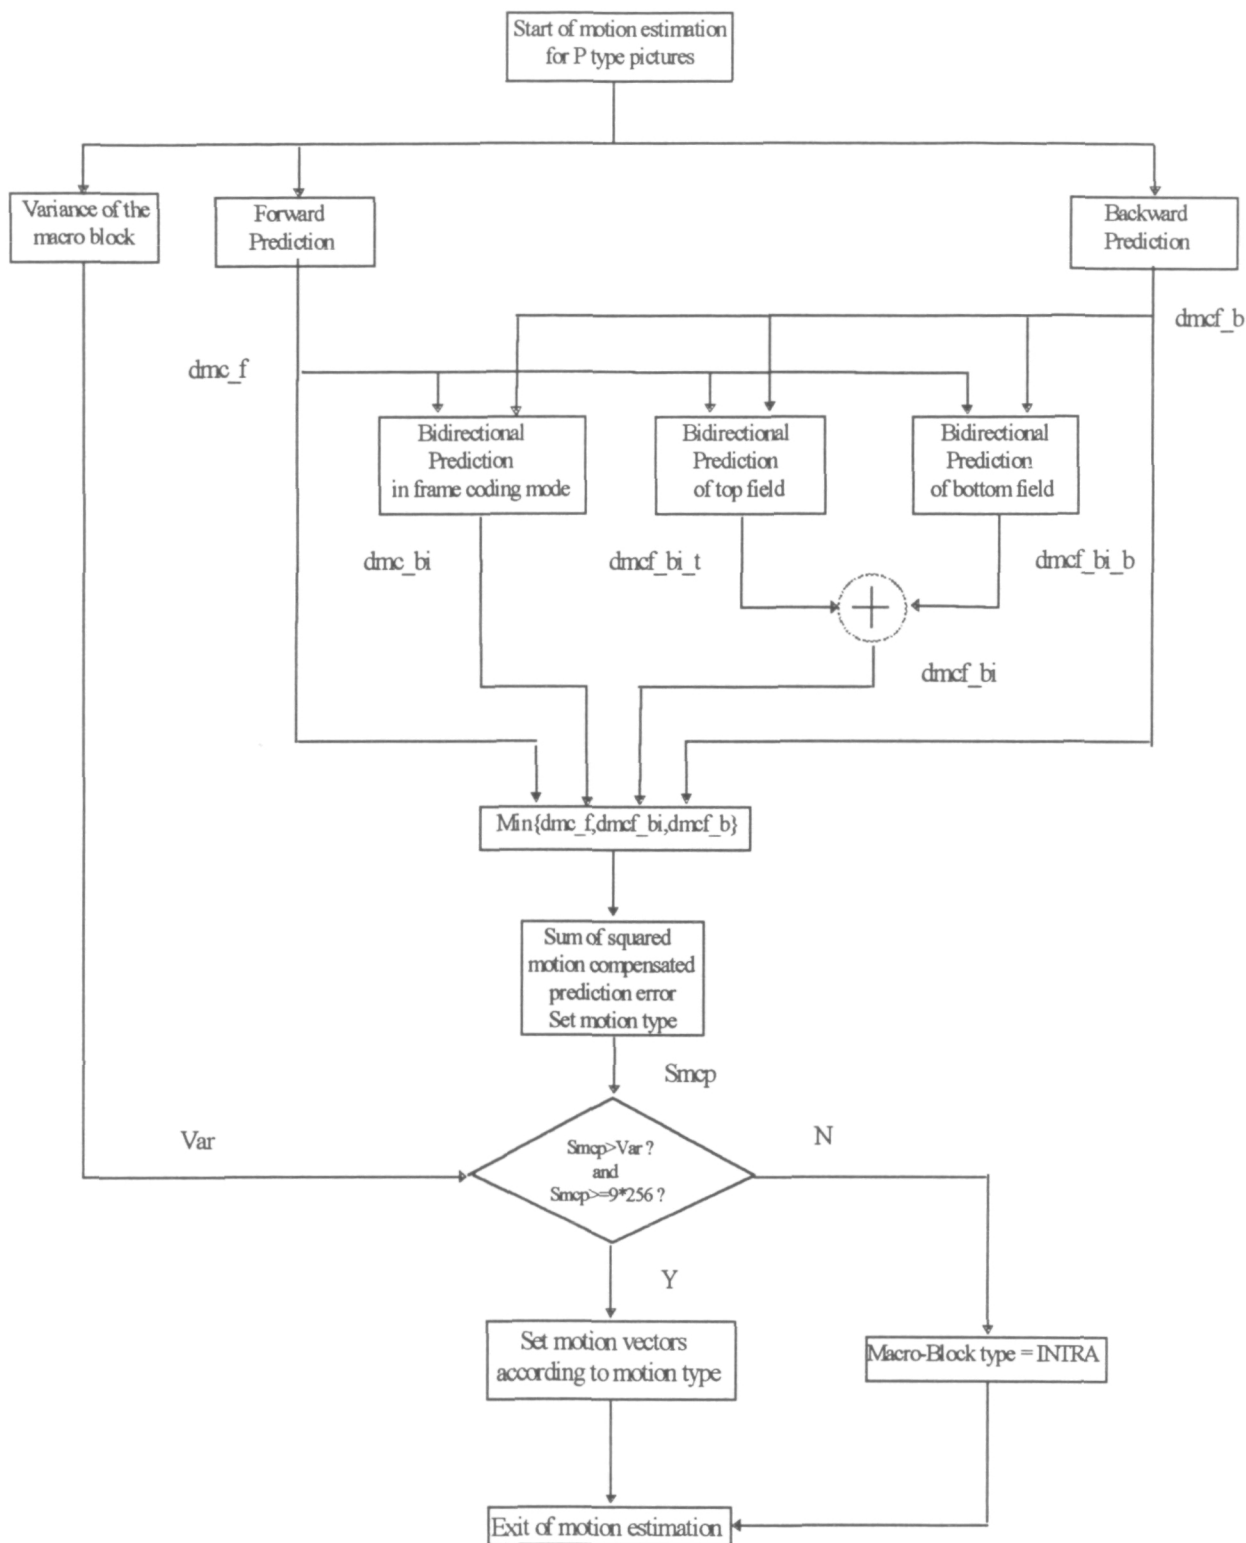 Start of motion estimation
for P type pictures
Variance of the
macro block
Forward
Prediction
Backward
Prediction
dmcf_b
dmc_f
Bidirectional
Prediction
in frame coding mode
Bidirectional
Prediction
of top field
Bidirectional
Prediction
of bottom field
dmc_bi
dmcf_bi_t
dmcf_bi_b
dmcf_bi
Min{dmc_f,dmcf_bi,dmcf_b}
Sum of squared
motion compensated
prediction error
Set motion type
Smcp
Var
N
Smcp>Var ?
and
Smcp>=9*256 ?
Y
Set motion vectors
according to motion type
Macro-Block type = INTRA
Exit of motion estimation